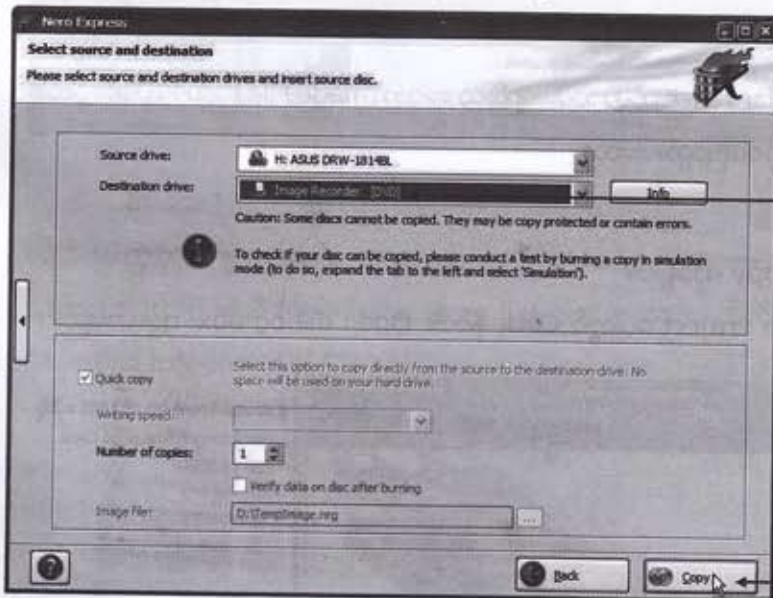 Nero Express
Select source and destination
Please select source and destination drives and insert source disc.
Source drive:
H: ASUS DRW-1814BL
Destination drive:
Image Recorder [DVD]
Info
Caution: Some discs cannot be copied. They may be copy protected or contain errors.
To check if your disc can be copied, please conduct a test by burning a copy in simulation
mode (to do so, expand the tab to the left and select 'Simulation').
Quick copy
Select this option to copy directly from the source to the destination drive. No
space will be used on your hard drive.
Writing speed:
Number of copies:
1
Verify data on disc after burning
Image file:
D:\TempImage.nrg
...
?
Back
Copy